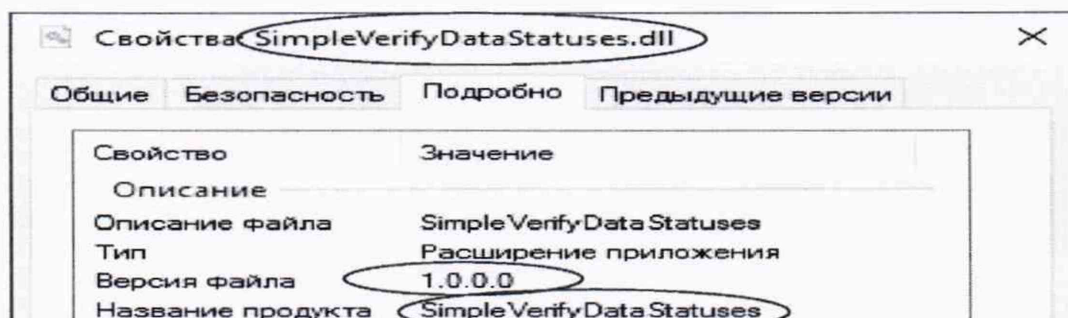 Свойства SimpleVerifyDataStatuses.dll
Общие Безопасность Подробно Предыдущие версии
Свойство Значение
Описание
Описание файла SimpleVerifyDataStatuses
Тип Расширение приложения
Версия файла 1.0.0.0
Название продукта SimpleVerifyDataStatuses